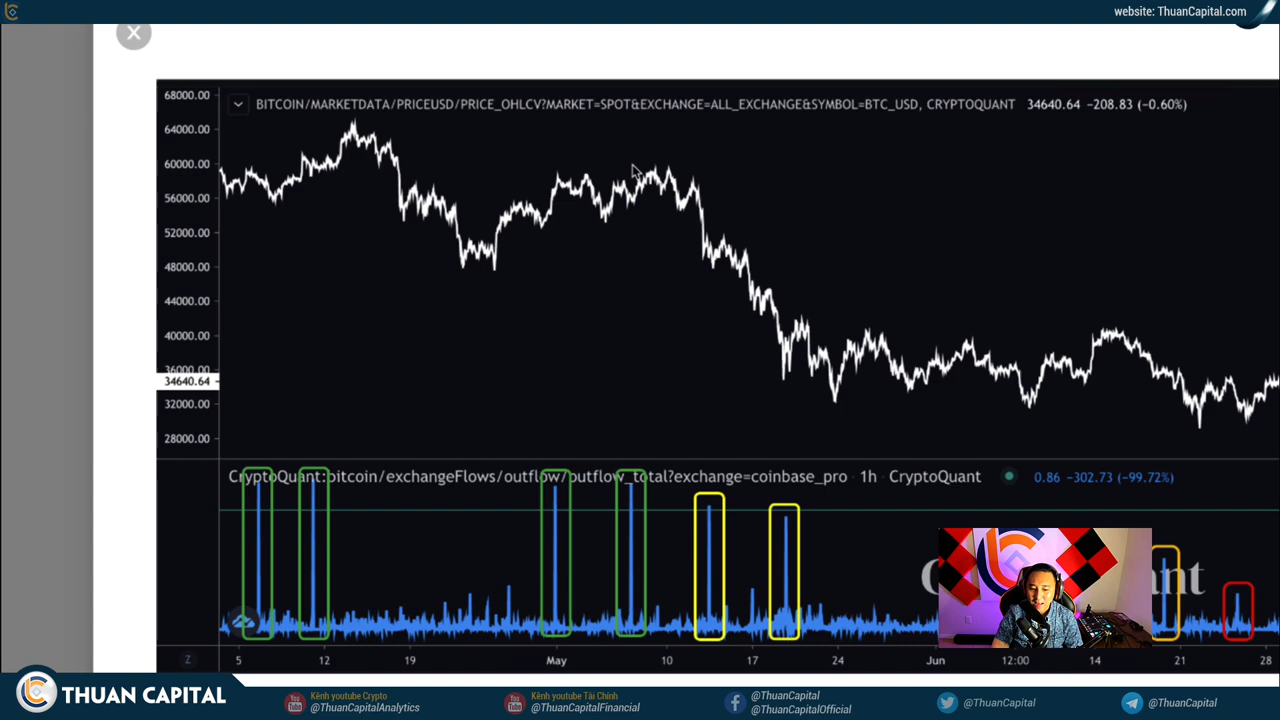 website: ThuanCapital.com
BITCOIN/MARKETDATA/PRICEUSD/PRICE_OHLCV?MARKET=SPOT&EXCHANGE=ALL_EXCHANGE&SYMBOL=BTC_USD, CRYPTOQUANT 34640.64 −208.83 (−0.60%)
68000.00
64000.00
60000.00
56000.00
52000.00
48000.00
44000.00
40000.00
36000.00
34640.64
32000.00
28000.00
CryptoQuant:bitcoin/exchangeFlows/outflow/outflow_total?exchange=coinbase_pro · 1h · CryptoQuant 0.86 −302.73 (−99.72%)
Z 5 12 19 May 10 17 24 Jun 12:00 14 21 28
THUAN CAPITAL
Kênh youtube Crypto
@ThuanCapitalAnalytics
Kênh youtube Tài Chính
@ThuanCapitalFinancial
@ThuanCapital
@ThuanCapitalOfficial
@ThuanCapital
@ThuanCapital